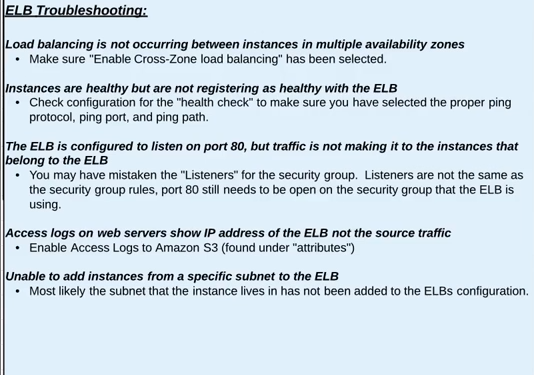 ELB Troubleshooting:
Load balancing is not occurring between instances in multiple availability zones
• Make sure "Enable Cross-Zone load balancing" has been selected.
Instances are healthy but are not registering as healthy with the ELB
• Check configuration for the "health check" to make sure you have selected the proper ping
protocol, ping port, and ping path.
The ELB is configured to listen on port 80, but traffic is not making it to the instances that
belong to the ELB
• You may have mistaken the "Listeners" for the security group.  Listeners are not the same as
the security group rules, port 80 still needs to be open on the security group that the ELB is
using.
Access logs on web servers show IP address of the ELB not the source traffic
• Enable Access Logs to Amazon S3 (found under "attributes")
Unable to add instances from a specific subnet to the ELB
• Most likely the subnet that the instance lives in has not been added to the ELBs configuration.